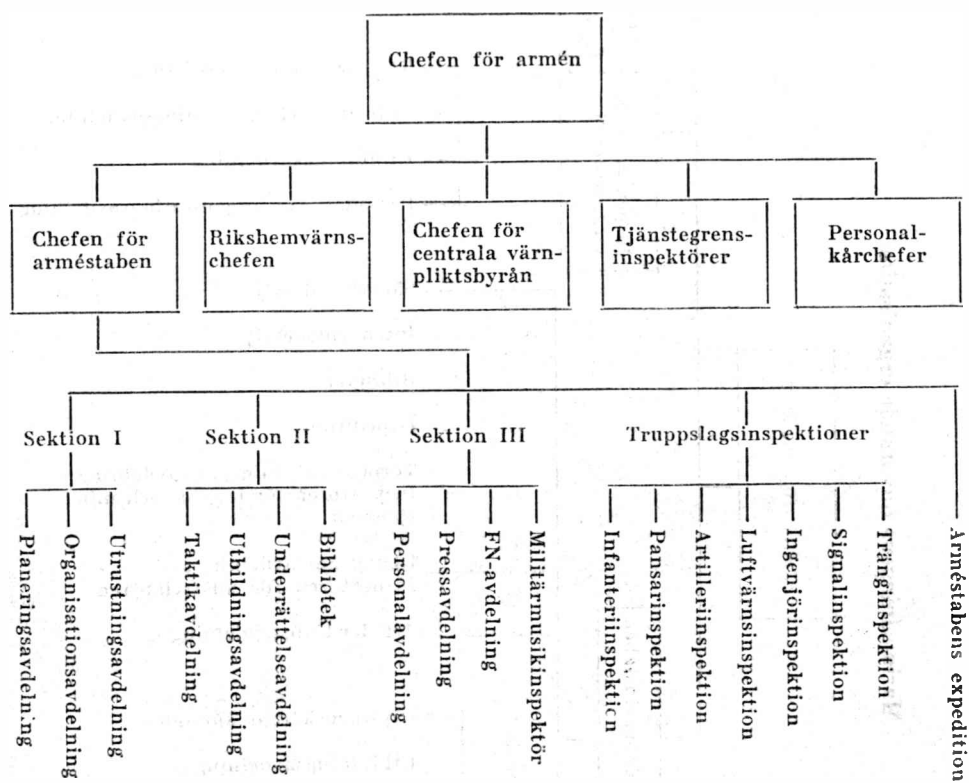 Chefen för armén
Chefen för
arméstaben
Rikshemvärns-
chefen
Chefen för
centrala värn-
pliktsbyrån
Tjänstegrens-
inspektörer
Personal-
kårchefer
Sektion I
Sektion II
Sektion III
Truppslagsinspektioner
Planeringsavdelning
Organisationsavdelning
Utrustningsavdelning
Taktikavdelning
Utbildningsavdelning
Underrättelseavdelning
Bibliotek
Personalavdelning
Pressavdelning
FN-avdelning
Militärmusikinspektör
Infanteriinspektion
Pansarinspektion
Artilleriinspektion
Luftvärnsinspektion
Ingenjörinspektion
Signalinspektion
Tränginspektion
Arméstabens expedition